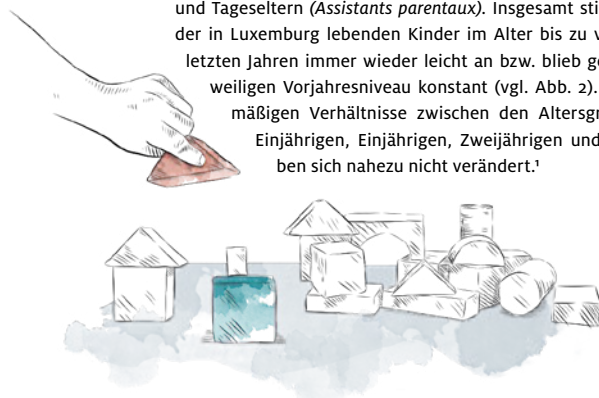 und Tageseltern (Assistants parentaux). Insgesamt sti
der in Luxemburg lebenden Kinder im Alter bis zu v
letzten Jahren immer wieder leicht an bzw. blieb ge
weiligen Vorjahresniveau konstant (vgl. Abb. 2).
mäßigen Verhältnisse zwischen den Altersgr
Einjährigen, Einjährigen, Zweijährigen und
ben sich nahezu nicht verändert.¹